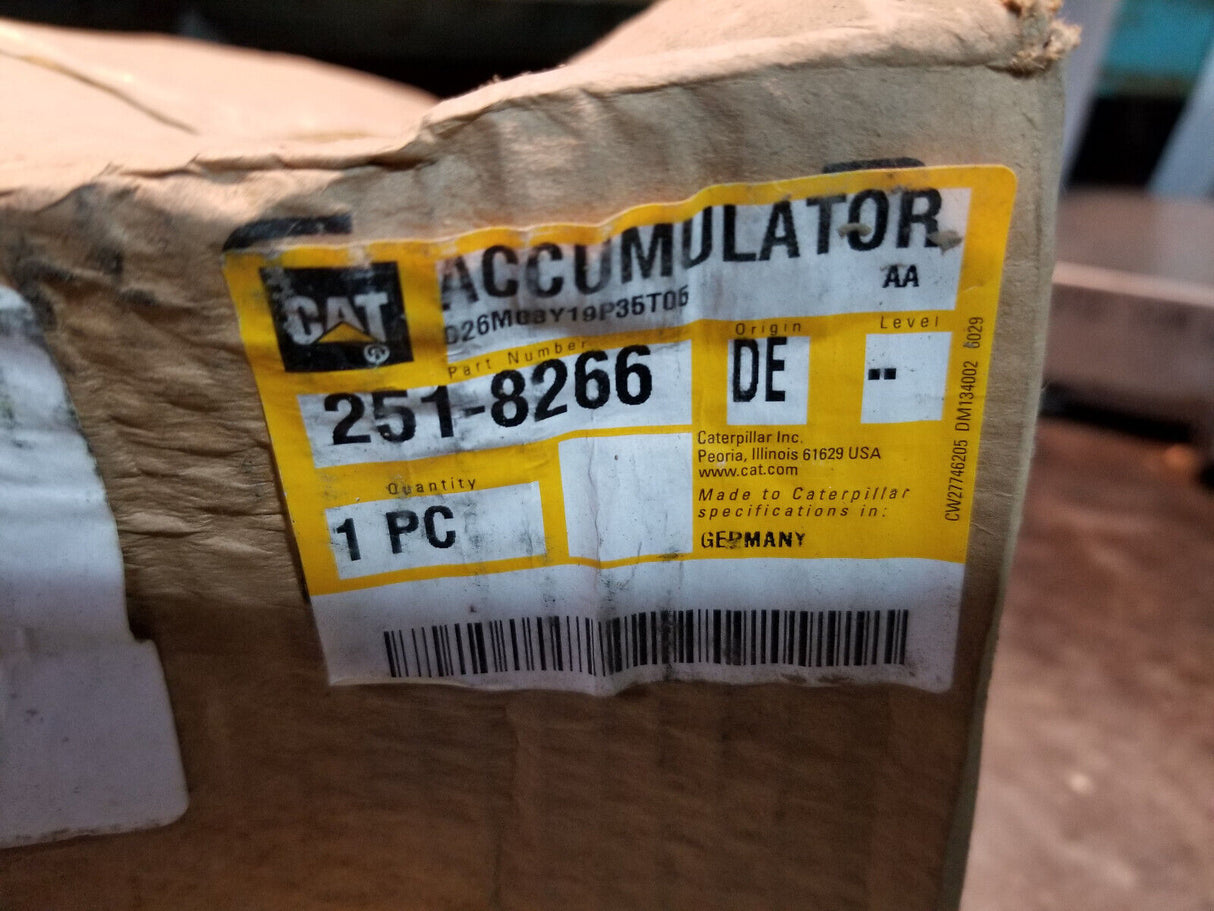 ACCUMULATOR
AA
CAT
®
Part Number
251-8266
Origin
DE
Level
--
Quantity
1 PC
Caterpillar Inc.
Peoria, Illinois 61629 USA
www.cat.com
Made to Caterpillar
specifications in:
GERMANY
CW27746205 DM134002 6029